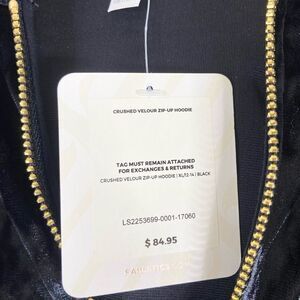 CRUSHED VELOUR ZIP-UP HOODIE
TAG MUST REMAIN ATTACHED
FOR EXCHANGES & RETURNS
CRUSHED VELOUR ZIP-UP HOODIE | XL/12-14 | BLACK
LS2253699-0001-17060
$ 84.95